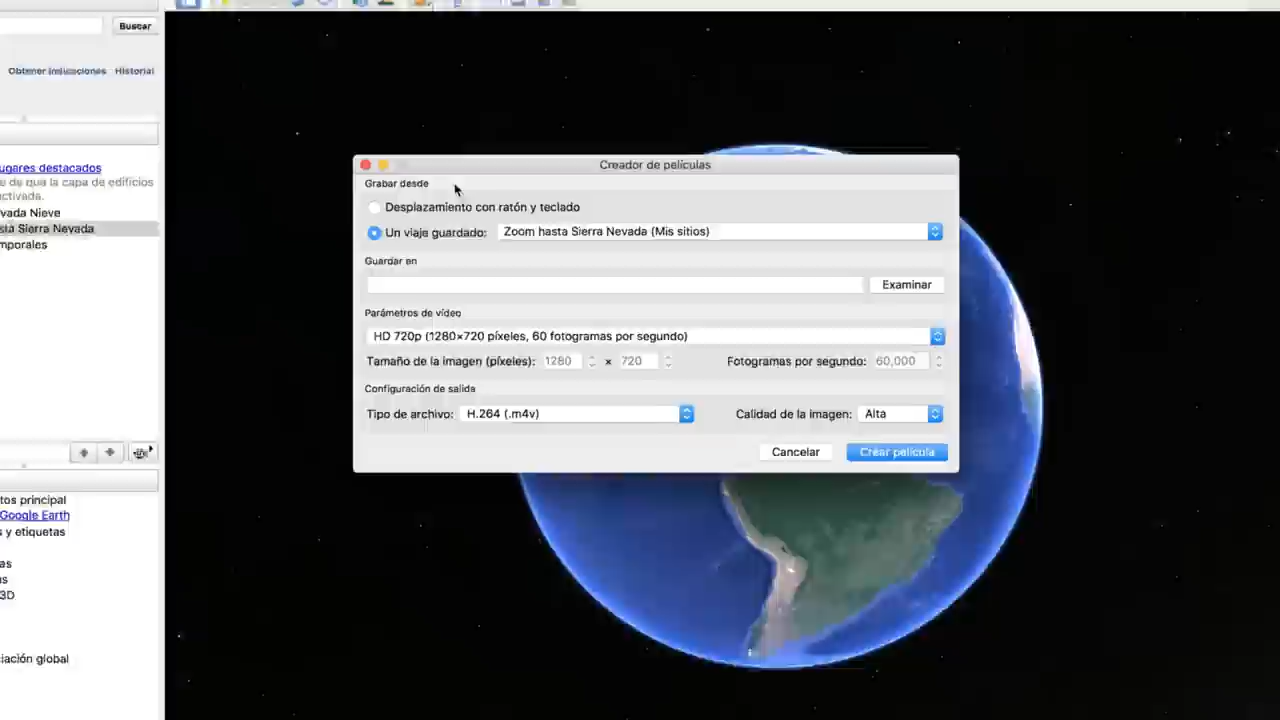 Buscar
Obtener indicaciones Historial
ugares destacados
e de que la capa de edificios
ctivada.
vada Nieve
sta Sierra Nevada
mporales
tos principal
Google Earth
s y etiquetas
as
s
3D
ciación global
Creador de películas
Grabar desde
Desplazamiento con ratón y teclado
Un viaje guardado: Zoom hasta Sierra Nevada (Mis sitios)
Guardar en
Examinar
Parámetros de vídeo
HD 720p (1280×720 píxeles, 60 fotogramas por segundo)
Tamaño de la imagen (píxeles): 1280 × 720 Fotogramas por segundo: 60,000
Configuración de salida
Tipo de archivo: H.264 (.m4v) Calidad de la imagen: Alta
Cancelar Crear película